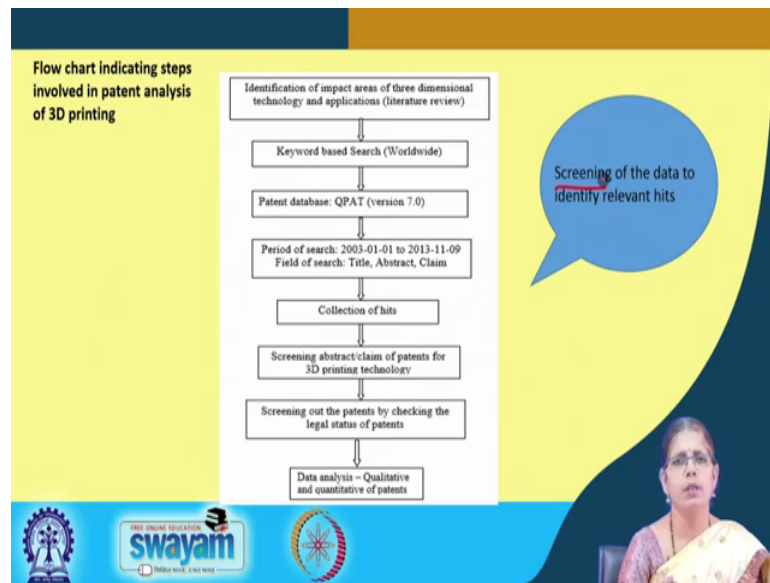 Flow chart indicating steps
involved in patent analysis
of 3D printing
Identification of impact areas of three dimensional
technology and applications (literature review)
Keyword based Search (Worldwide)
Patent database: QPAT (version 7.0)
Period of search: 2003-01-01 to 2013-11-09
Field of search: Title, Abstract, Claim
Collection of hits
Screening abstract/claim of patents for
3D printing technology
Screening out the patents by checking the
legal status of patents
Data analysis – Qualitative
and quantitative of patents
Screening of the data to
identify relevant hits
FREE ONLINE EDUCATION
swayam